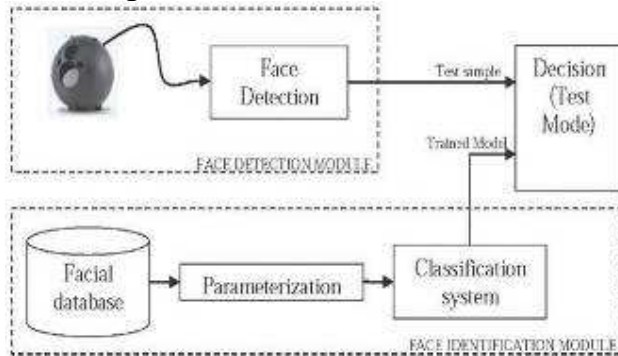 Face
Detection
Test sample
Decision
(Test
Mode)
Trained Model
FACE DETECTION MODULE
Facial
database
Parameterization
Classification
system
FACE IDENTIFICATION MODULE